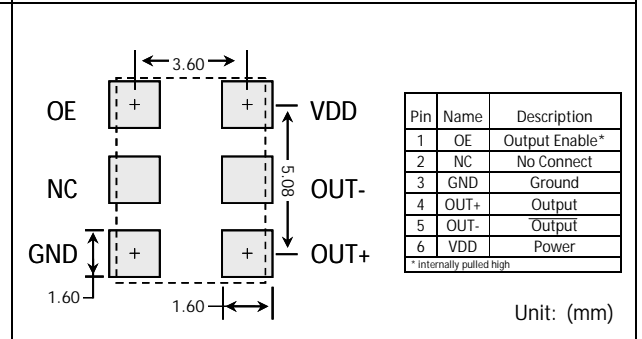 3.60
OE
VDD
NC
5.08
OUT-
GND
OUT+
1.60
1.60
Pin Name Description
1 OE Output Enable*
2 NC No Connect
3 GND Ground
4 OUT+ Output
5 OUT- Output
6 VDD Power
* internally pulled high
Unit: (mm)